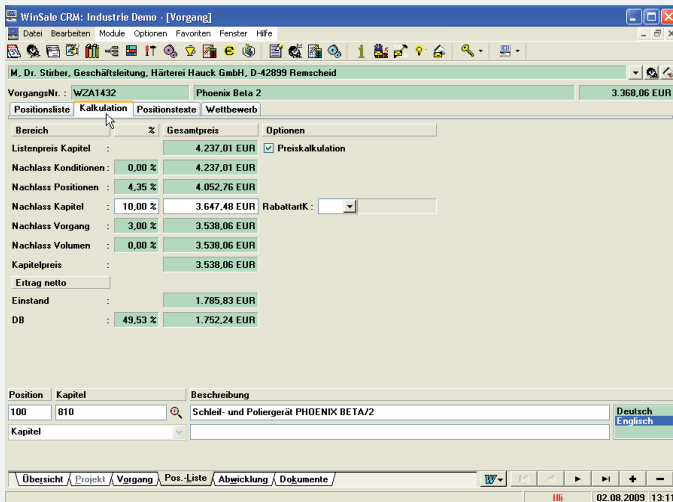 WinSale CRM: Industrie Demo - [Vorgang]
Datei Bearbeiten Module Optionen Favoriten Fenster Hilfe
M, Dr. Stüber, Geschäftsleitung, Härterei Hauck GmbH, D-42899 Remscheid
VorgangsNr. : WZA1432 Phoenix Beta 2 3.368,06 EUR
Positionsliste Kalkulation Positionstexte Wettbewerb
Bereich % Gesamtpreis Optionen
Listenpreis Kapitel : 4.237,01 EUR Preiskalkulation
Nachlass Konditionen : 0,00 % 4.237,01 EUR
Nachlass Positionen : 4,35 % 4.052,76 EUR
Nachlass Kapitel : 10,00 % 3.647,48 EUR RabattartK :
Nachlass Vorgang : 3,00 % 3.538,06 EUR
Nachlass Volumen : 0,00 % 3.538,06 EUR
Kapitelpreis : 3.538,06 EUR
Ertrag netto
Einstand : 1.785,83 EUR
DB : 49,53 % 1.752,24 EUR
Position Kapitel Beschreibung
100 810 Schleif- und Poliergerät PHOENIX BETA/2 Deutsch
Englisch
Kapitel
Übersicht Projekt Vorgang Pos.-Liste Abwicklung Dokumente
Illi 02.08.2009 13:11